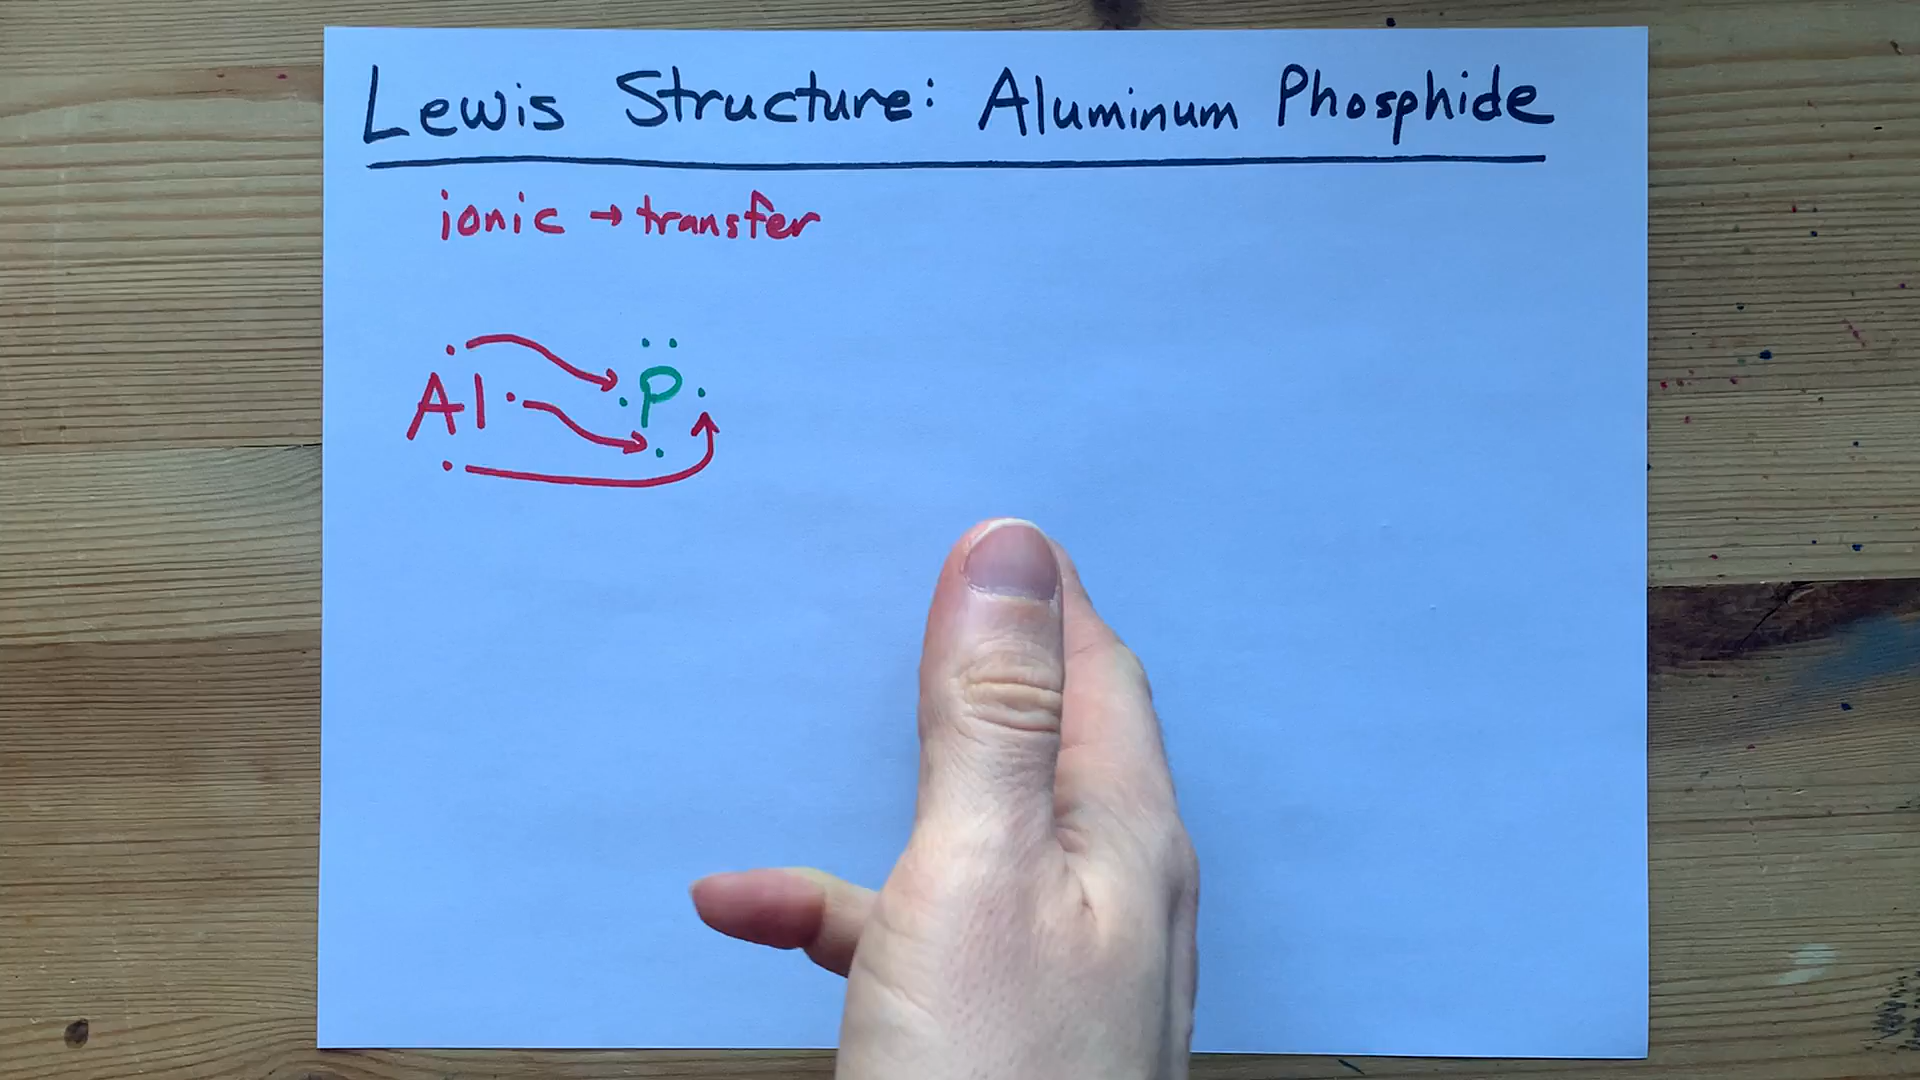 Lewis Structure: Aluminum Phosphide
ionic → transfer
Al P